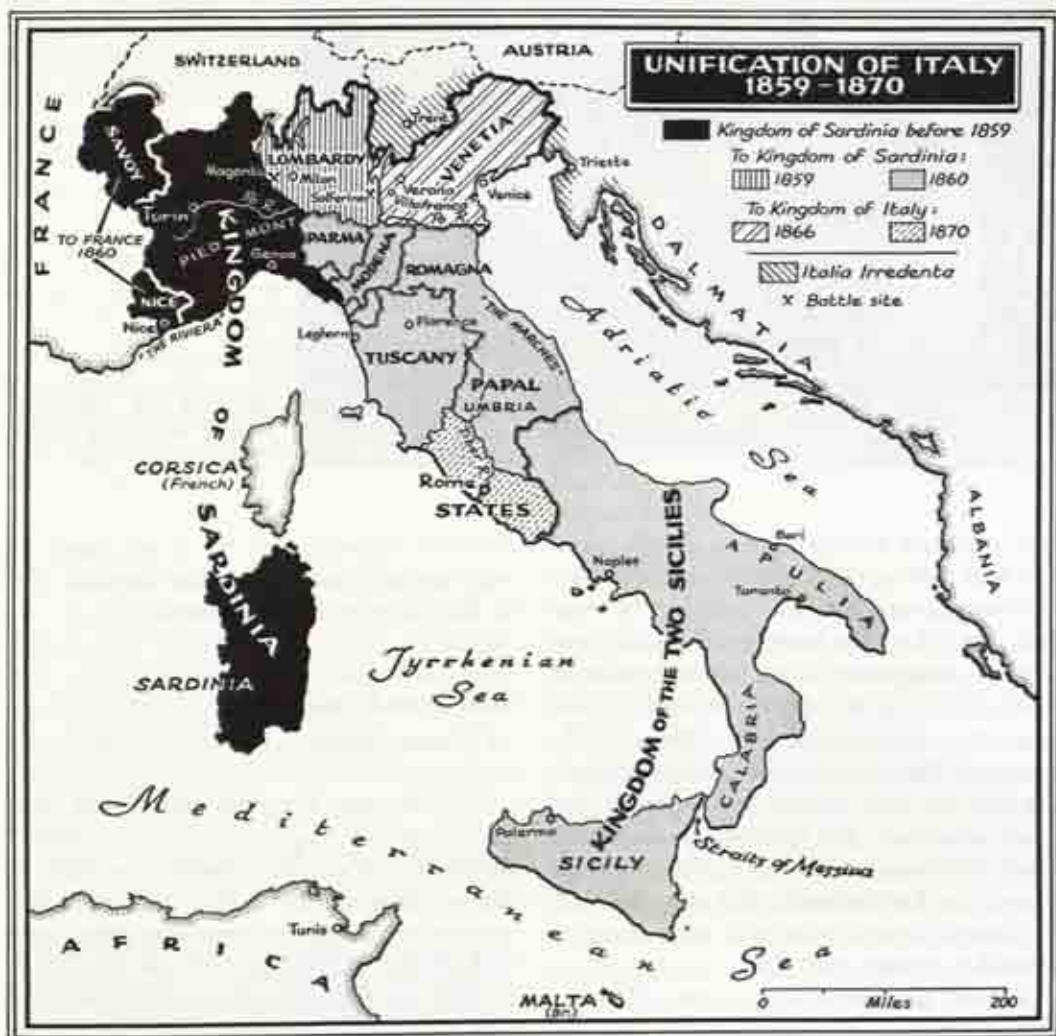 UNIFICATION OF ITALY
1859-1870
Kingdom of Sardinia before 1859
To Kingdom of Sardinia:
1859
1860
To Kingdom of Italy:
1866
1870
Italia Irredenta
x Battle site
SWITZERLAND
AUSTRIA
FRANCE
SAVOY
LOMBARDY
VENETIA
Trent
Trieste
Magenta
Milan
Solferino
Verona
Villafranca
Venice
Po R.
Turin
PIEDMONT
TO FRANCE
1860
PARMA
MODENA
ROMAGNA
Genoa
NICE
Nice
"THE RIVIERA"
KINGDOM OF SARDINIA
Leghorn
Florence
TUSCANY
"THE MARCHES"
PAPAL
UMBRIA
Tiber R.
Rome
STATES
DALMATIA
Adriatic Sea
ALBANIA
CORSICA
(French)
SARDINIA
Naples
KINGDOM OF THE TWO SICILIES
APULIA
Taranto
Tyrrhenian
Sea
CALABRIA
Mediterranean Sea
Palermo
SICILY
Straits of Messina
Tunis
AFRICA
MALTA
(Br.)
0 Miles 200